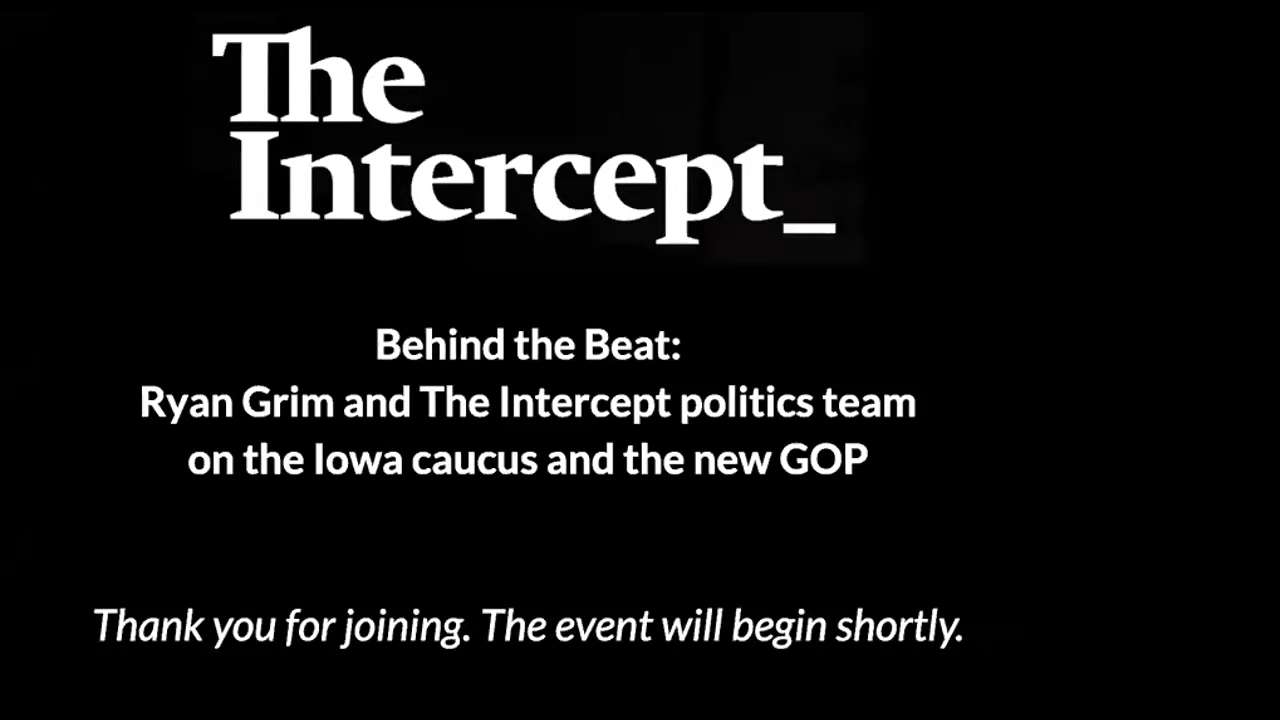 The
Intercept_
Behind the Beat:
Ryan Grim and The Intercept politics team
on the Iowa caucus and the new GOP
Thank you for joining. The event will begin shortly.